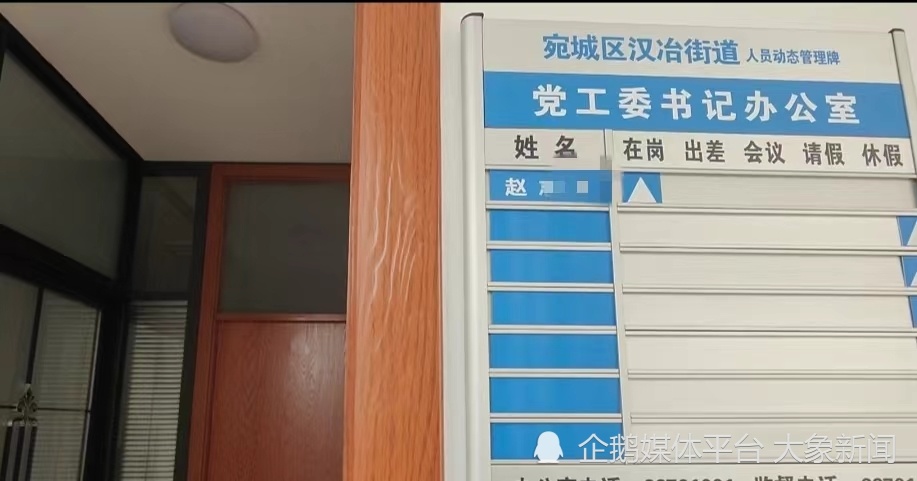 宛城区汉冶街道 人员动态管理牌
党工委书记办公室
姓名 在岗 出差 会议 请假 休假
赵
企鹅媒体平台 大象新闻